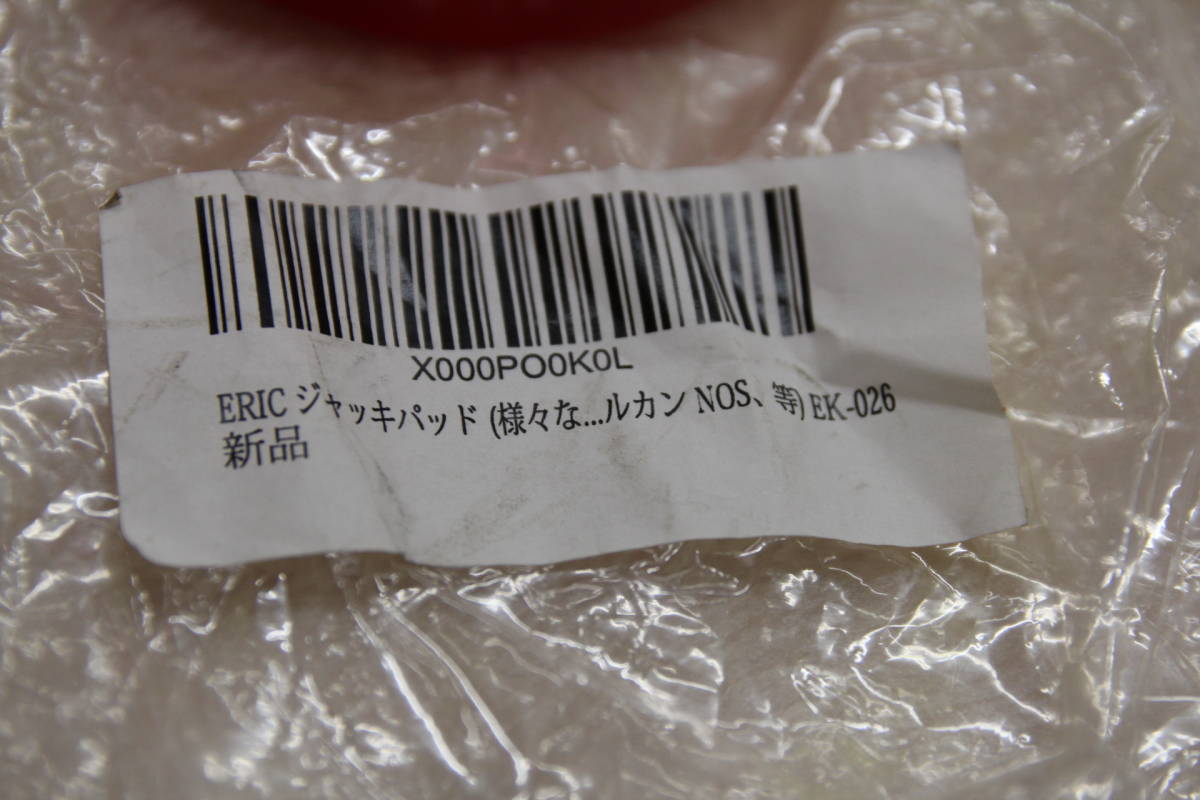 X000PO0K0L
ERIC ジャッキパッド (様々な...ルカン NOS、等) EK-026
新品